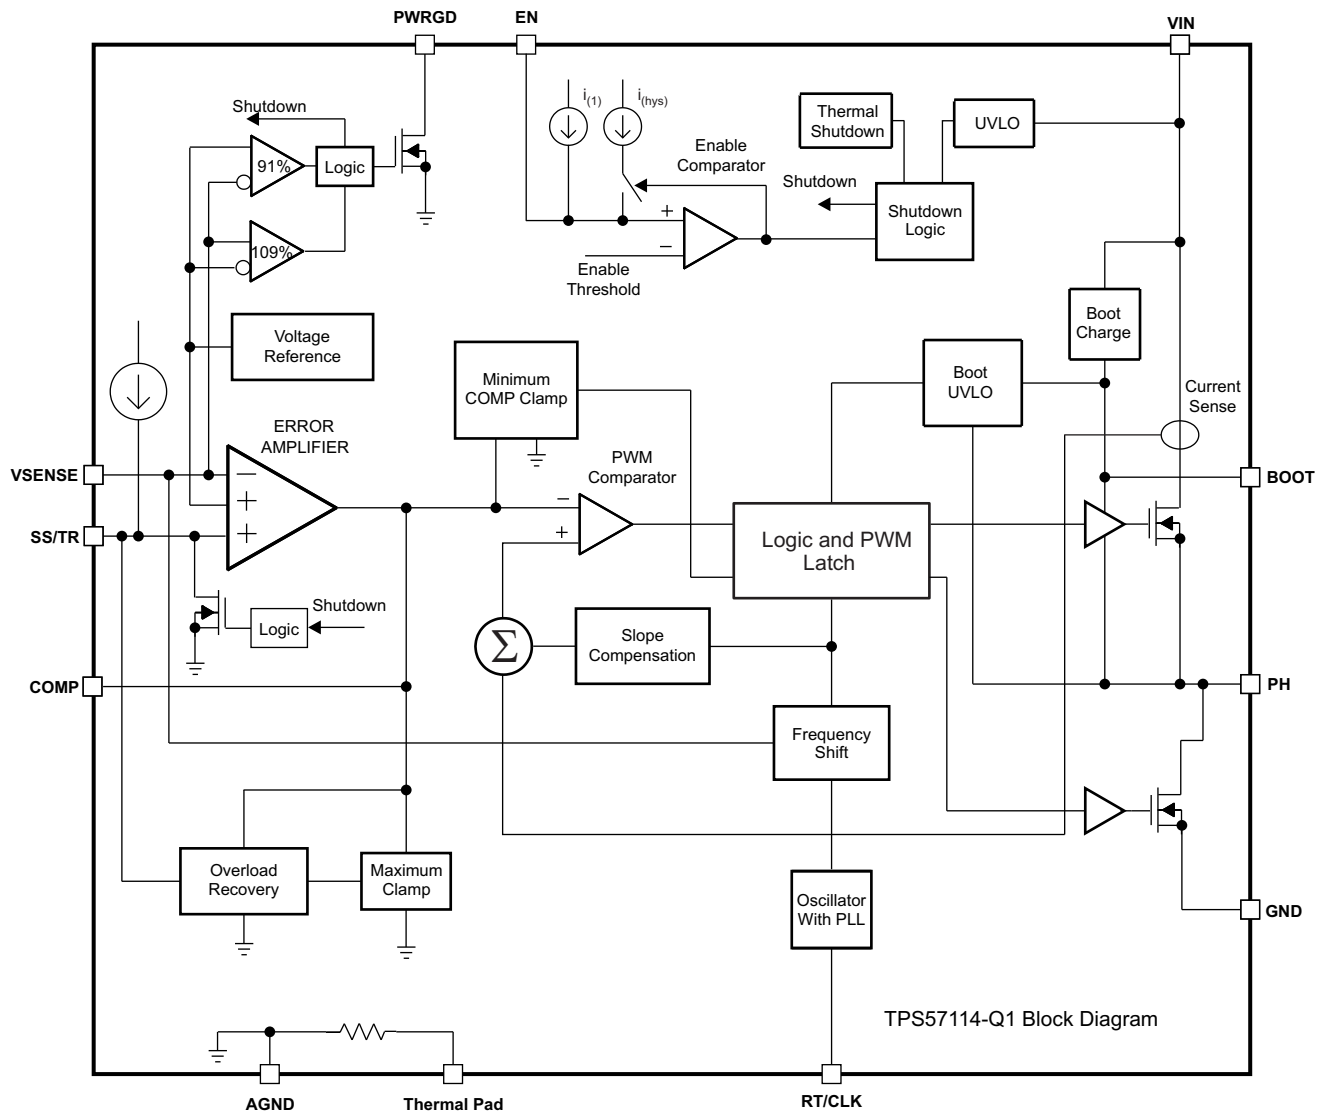 PWRGD
EN
VIN
Shutdown
i(1)
i(hys)
Thermal
Shutdown
UVLO
91%
Logic
Enable
Comparator
Shutdown
+
Shutdown
Logic
109%
−
Enable
Threshold
Voltage
Reference
Boot
Charge
Minimum
COMP Clamp
Boot
UVLO
Current
Sense
ERROR
AMPLIFIER
PWM
Comparator
VSENSE
−
BOOT
+
−
+
SS/TR
+
Logic and PWM
Latch
Shutdown
Logic
Σ
Slope
Compensation
COMP
PH
Frequency
Shift
Overload
Recovery
Maximum
Clamp
Oscillator
With PLL
GND
TPS57114-Q1 Block Diagram
AGND
Thermal Pad
RT/CLK